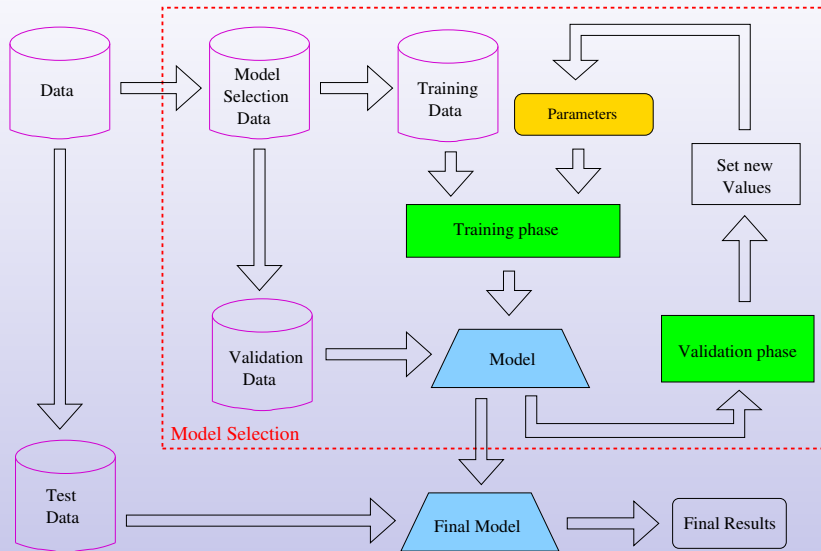 Data
Model
Selection
Data
Training
Data
Parameters
Set new
Values
Training phase
Validation
Data
Model
Validation phase
Model Selection
Test
Data
Final Model
Final Results